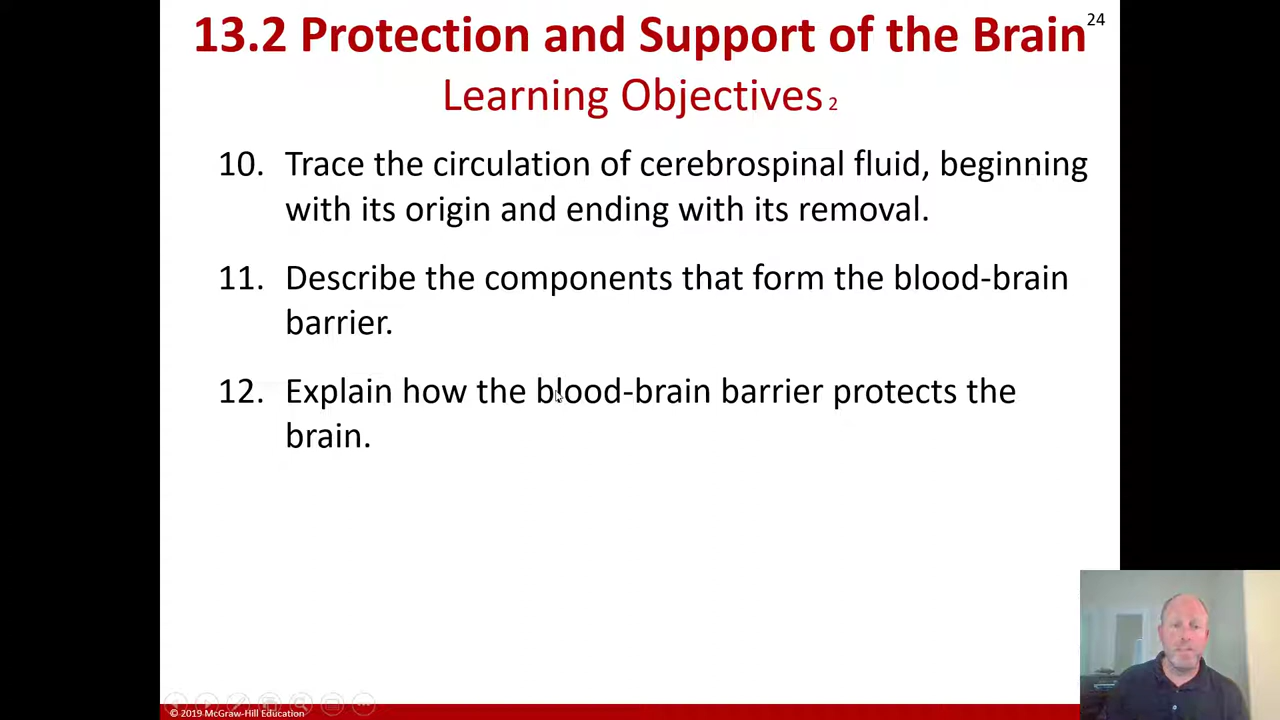 24
13.2 Protection and Support of the Brain
Learning Objectives 2
10. Trace the circulation of cerebrospinal fluid, beginning
with its origin and ending with its removal.
11. Describe the components that form the blood-brain
barrier.
12. Explain how the blood-brain barrier protects the
brain.
© 2019 McGraw-Hill Education